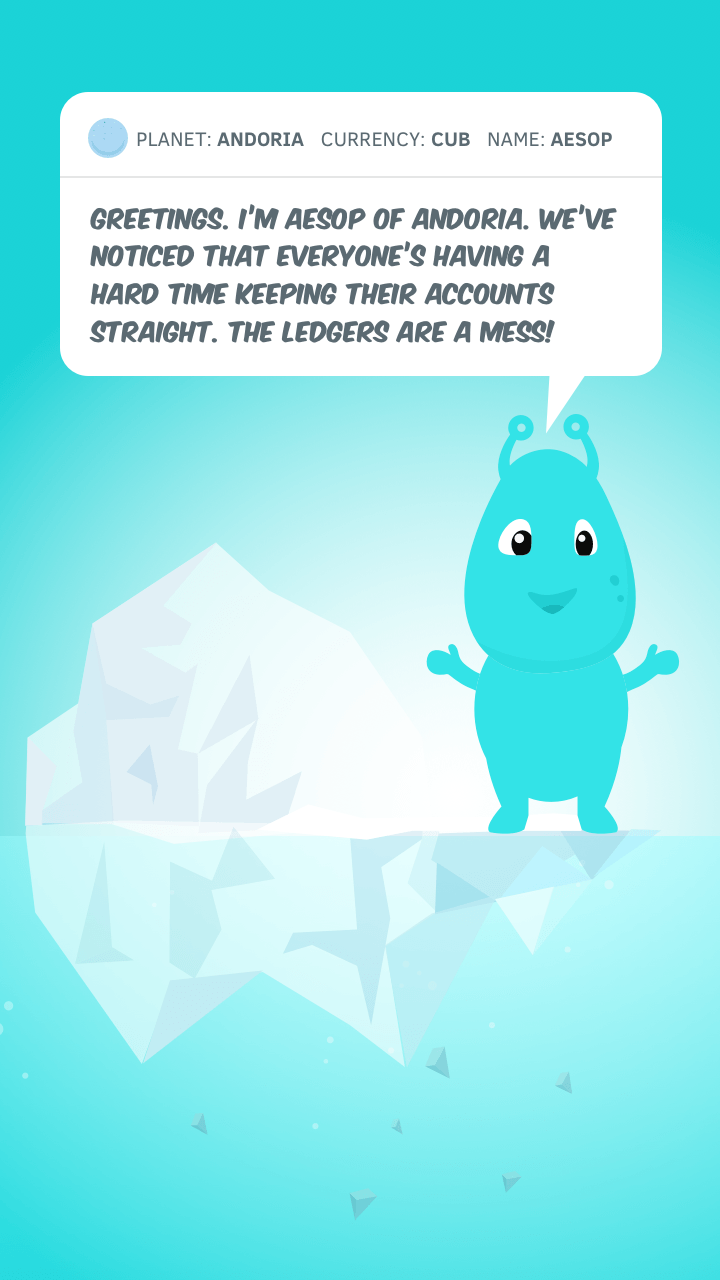 PLANET: ANDORIA CURRENCY: CUB NAME: AESOP
GREETINGS. I'M AESOP OF ANDORIA. WE'VE
NOTICED THAT EVERYONE'S HAVING A
HARD TIME KEEPING THEIR ACCOUNTS
STRAIGHT. THE LEDGERS ARE A MESS!